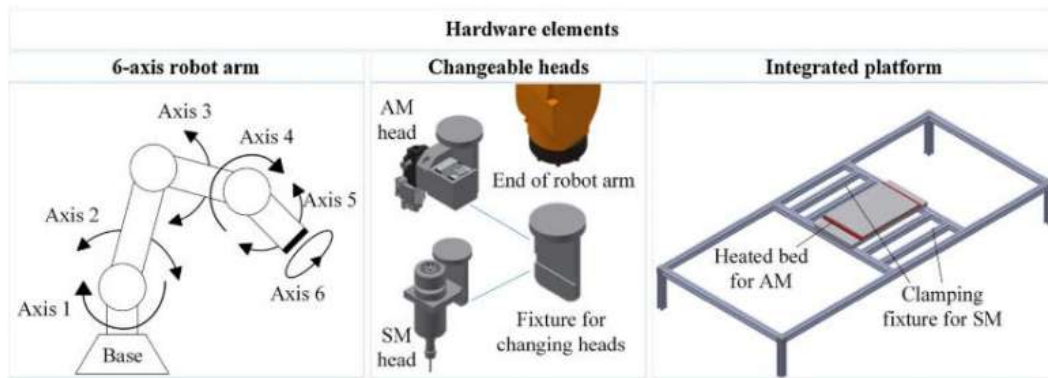 Hardware elements
6-axis robot arm
Changeable heads
Integrated platform
Axis 3
Axis 4
Axis 2
Axis 5
Axis 1
Axis 6
Base
AM
head
End of robot arm
SM
head
Fixture for
changing heads
Heated bed
for AM
Clamping
fixture for SM